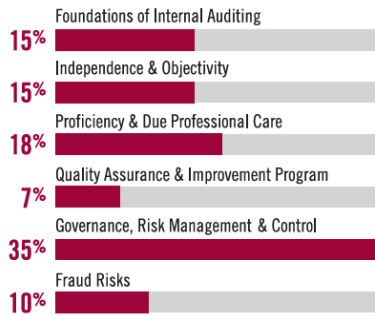 Foundations of Internal Auditing
15%
Independence & Objectivity
15%
Proficiency & Due Professional Care
18%
Quality Assurance & Improvement Program
7%
Governance, Risk Management & Control
35%
Fraud Risks
10%